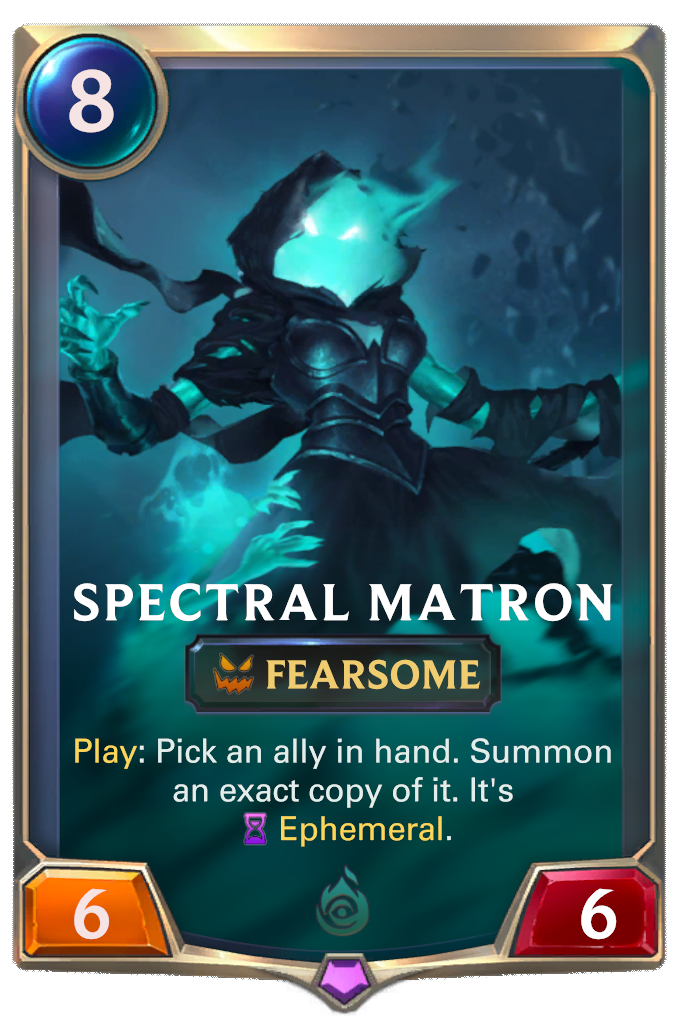 8
SPECTRAL MATRON
FEARSOME
Play: Pick an ally in hand. Summon
an exact copy of it. It's
Ephemeral.
6
6